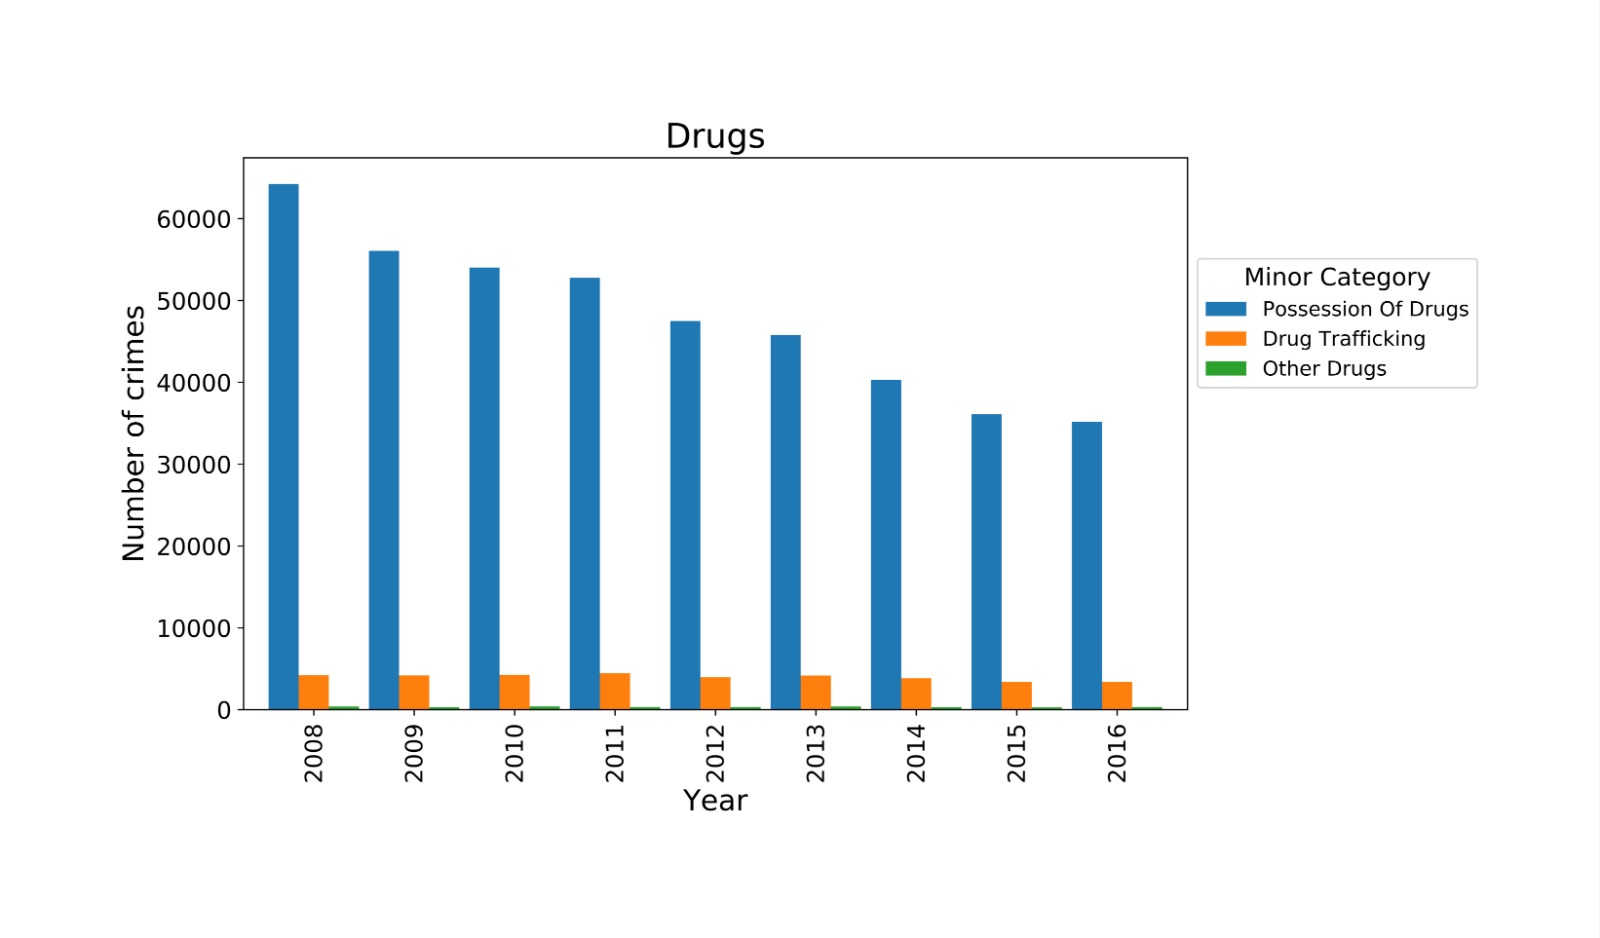 Drugs
60000
50000
40000
30000
20000
10000
0
Number of crimes
2008
2009
2010
2011
2012
2013
2014
2015
2016
Year
Minor Category
Possession Of Drugs
Drug Trafficking
Other Drugs